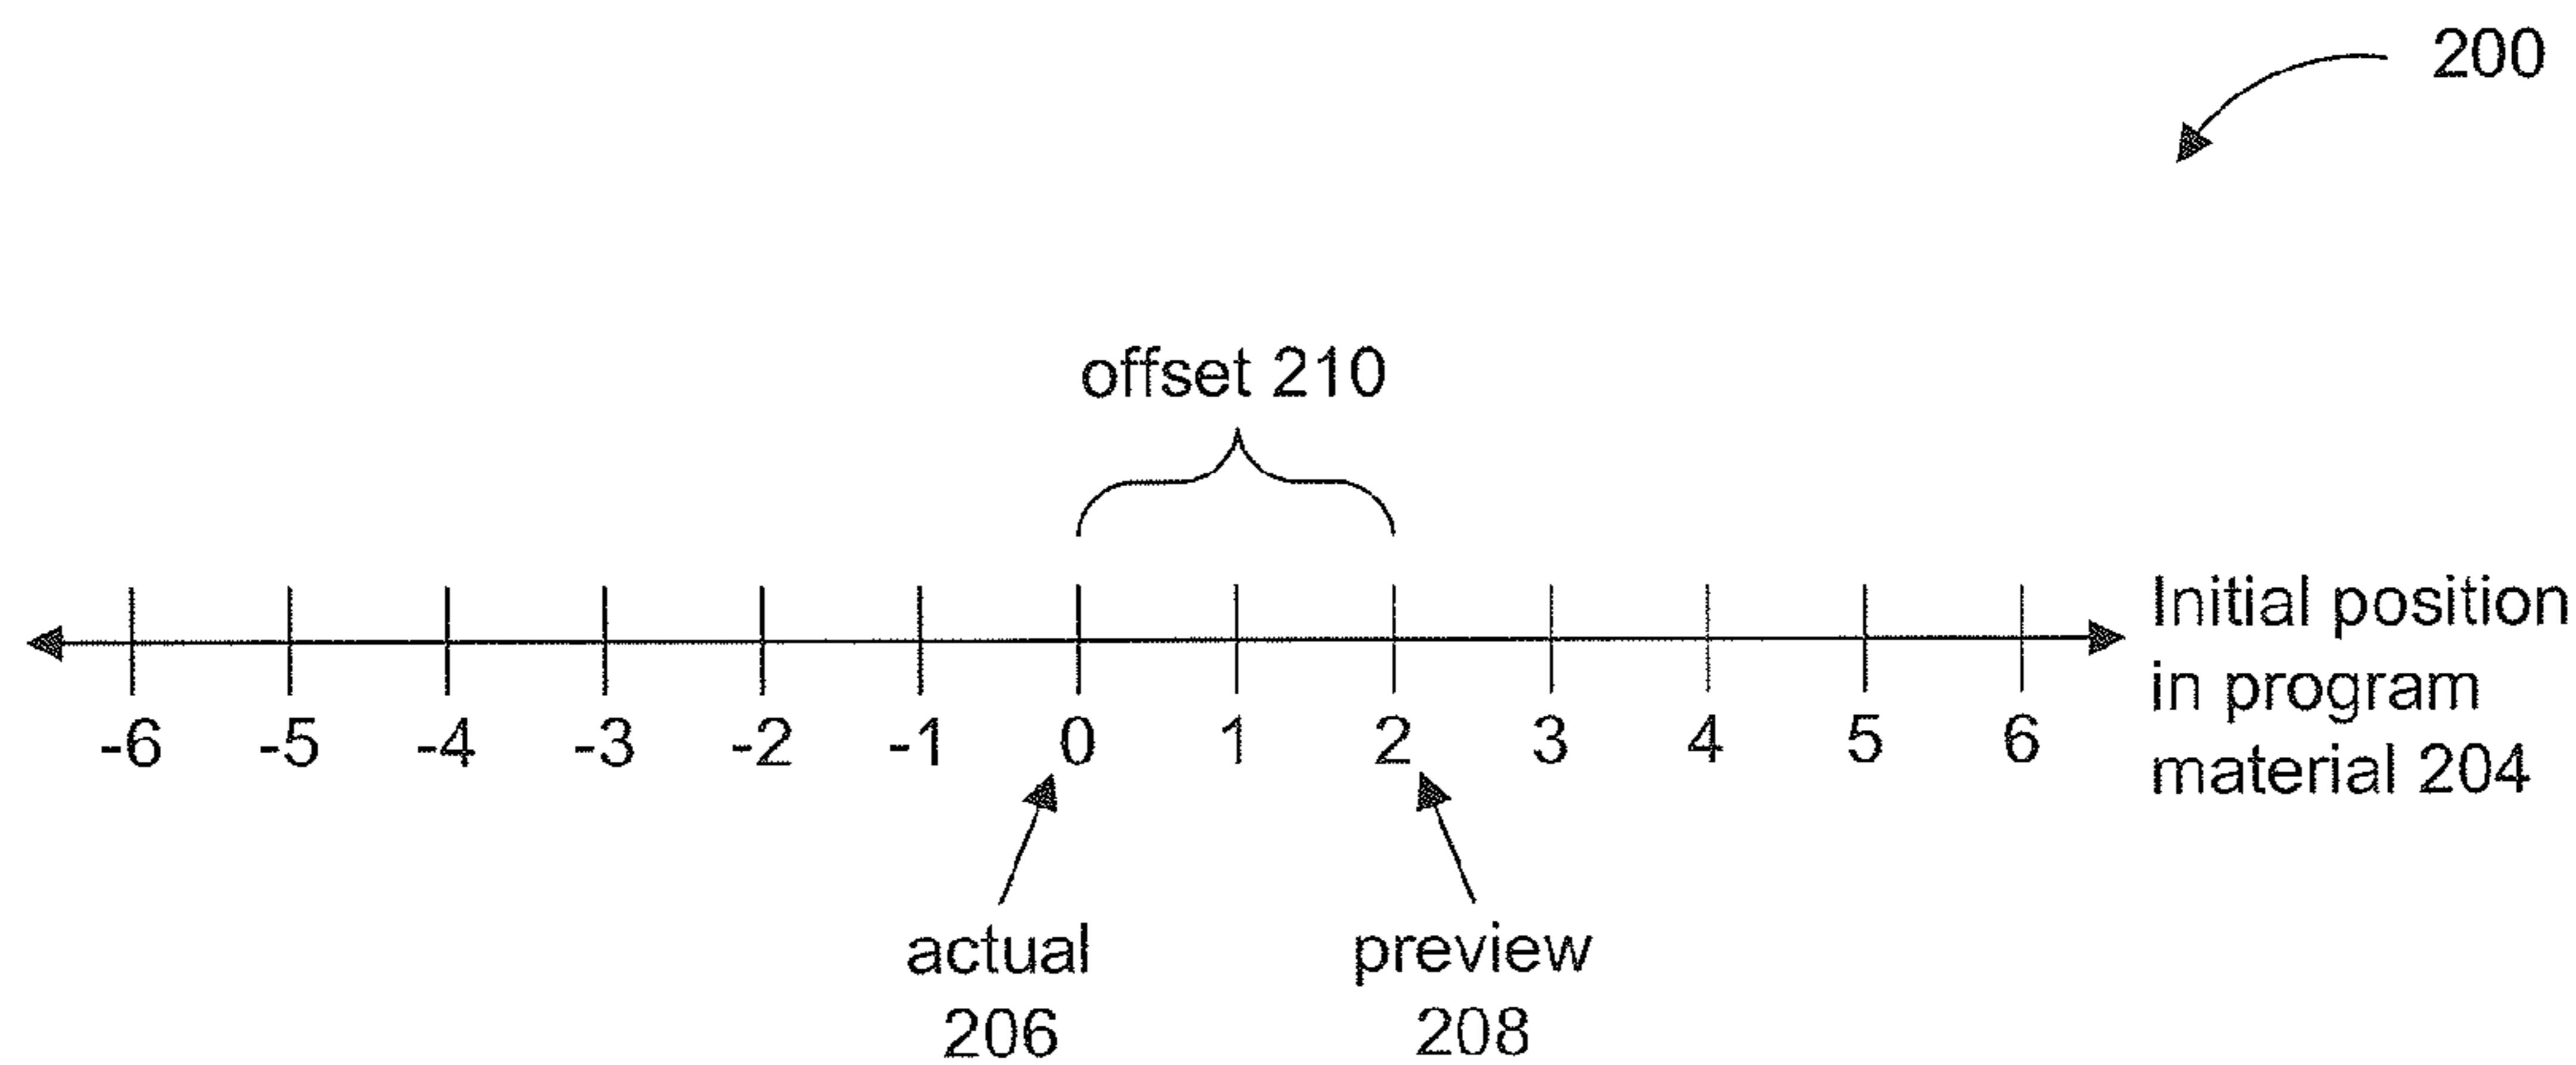 200
offset 210
-6 -5 -4 -3 -2 -1 0 1 2 3 4 5 6
Initial position
in program
material 204
actual
206
preview
208